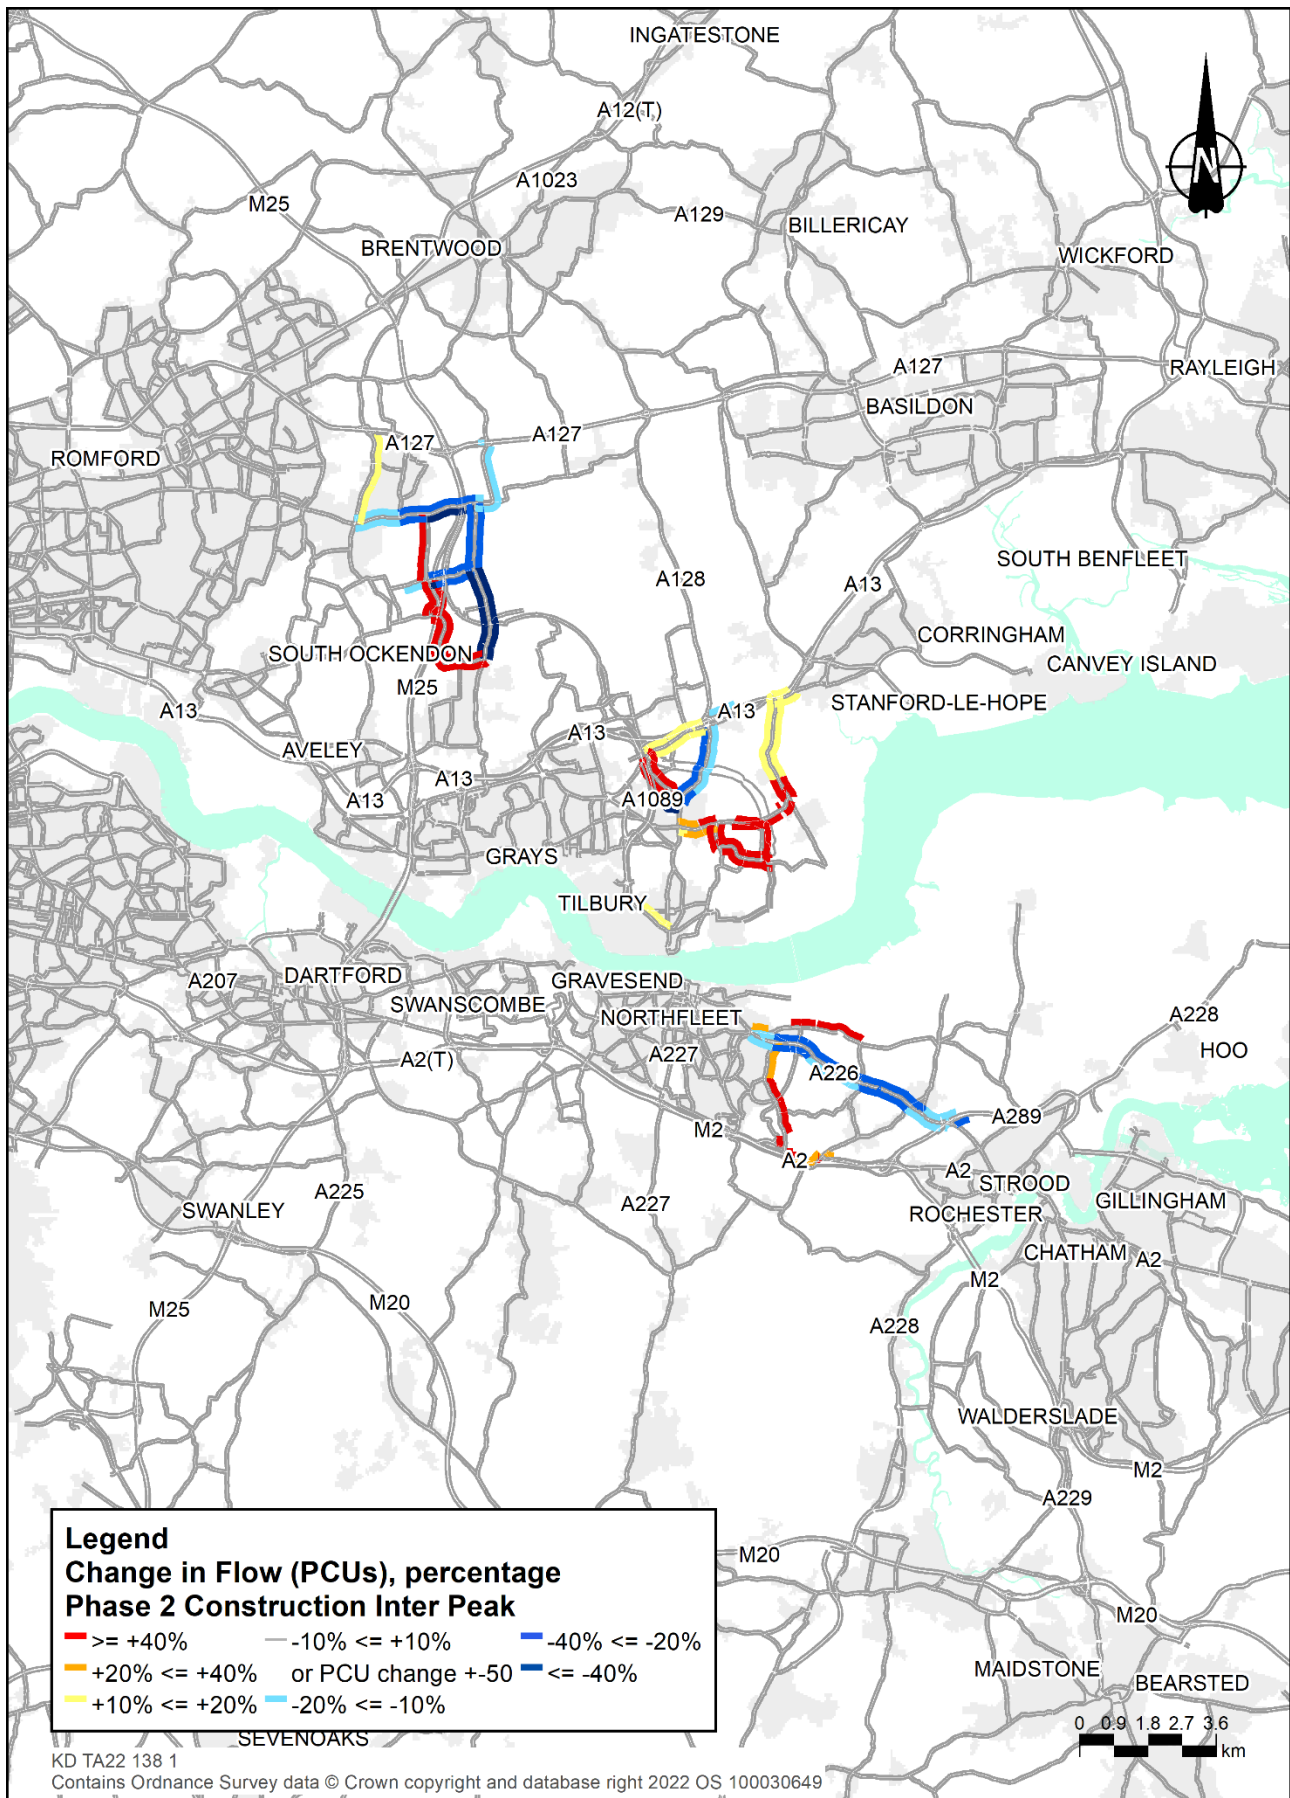 INGATESTONE
A12(T)
N
A1023
M25
A129
BILLERICAY
BRENTWOOD
WICKFORD
A127
RAYLEIGH
BASILDON
A127
A127
ROMFORD
SOUTH BENFLEET
M25
A128
A13
CORRINGHAM
SOUTH OCKENDON
CANVEY ISLAND
M25
STANFORD-LE-HOPE
A13
A13
A13
AVELEY
A13
A13
A1089
GRAYS
TILBURY
DARTFORD
A207
GRAVESEND
SWANSCOMBE
NORTHFLEET
A228
HOO
A2(T)
A227
A226
A289
M2
A2
A2
STROOD
A225
SWANLEY
A227
GILLINGHAM
ROCHESTER
CHATHAM
A2
M2
M25
M20
A228
WALDERSLADE
M2
A229
M20
M20
MAIDSTONE
BEARSTED
Legend
Change in Flow (PCUs), percentage
Phase 2 Construction Inter Peak
>= +40% -10% <= +10% -40% <= -20%
+20% <= +40% or PCU change +-50 <= -40%
+10% <= +20% -20% <= -10%
SEVENOAKS
0 0.9 1.8 2.7 3.6
km
KD TA22 138 1
Contains Ordnance Survey data © Crown copyright and database right 2022 OS 100030649